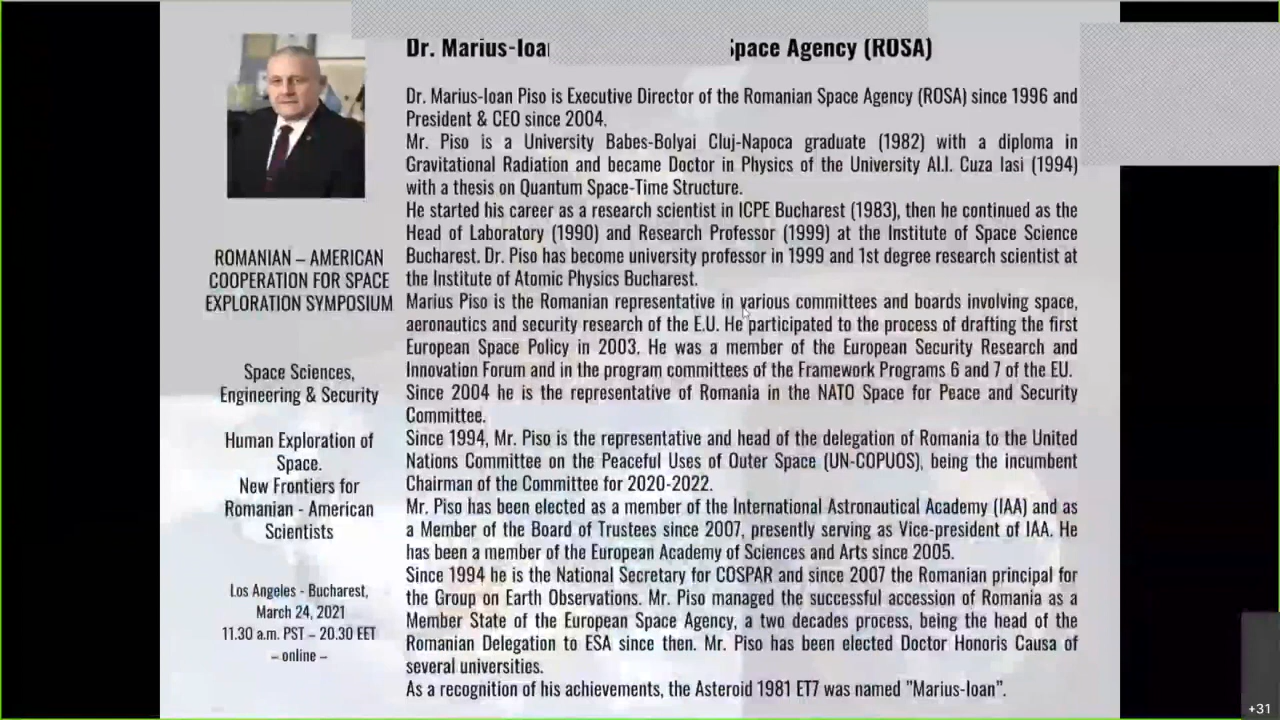 Dr. Marius-Ioan Space Agency (ROSA)
Dr. Marius-Ioan Piso is Executive Director of the Romanian Space Agency (ROSA) since 1996 and
President & CEO since 2004.
Mr. Piso is a University Babes-Bolyai Cluj-Napoca graduate (1982) with a diploma in
Gravitational Radiation and became Doctor in Physics of the University Al.I. Cuza Iasi (1994)
with a thesis on Quantum Space-Time Structure.
He started his career as a research scientist in ICPE Bucharest (1983), then he continued as the
Head of Laboratory (1990) and Research Professor (1999) at the Institute of Space Science
Bucharest. Dr. Piso has become university professor in 1999 and 1st degree research scientist at
the Institute of Atomic Physics Bucharest.
Marius Piso is the Romanian representative in various committees and boards involving space,
aeronautics and security research of the E.U. He participated to the process of drafting the first
European Space Policy in 2003. He was a member of the European Security Research and
Innovation Forum and in the program committees of the Framework Programs 6 and 7 of the EU.
Since 2004 he is the representative of Romania in the NATO Space for Peace and Security
Committee.
Since 1994, Mr. Piso is the representative and head of the delegation of Romania to the United
Nations Committee on the Peaceful Uses of Outer Space (UN-COPUOS), being the incumbent
Chairman of the Committee for 2020-2022.
Mr. Piso has been elected as a member of the International Astronautical Academy (IAA) and as
a Member of the Board of Trustees since 2007, presently serving as Vice-president of IAA. He
has been a member of the European Academy of Sciences and Arts since 2005.
Since 1994 he is the National Secretary for COSPAR and since 2007 the Romanian principal for
the Group on Earth Observations. Mr. Piso managed the successful accession of Romania as a
Member State of the European Space Agency, a two decades process, being the head of the
Romanian Delegation to ESA since then. Mr. Piso has been elected Doctor Honoris Causa of
several universities.
As a recognition of his achievements, the Asteroid 1981 ET7 was named "Marius-Ioan".
ROMANIAN – AMERICAN
COOPERATION FOR SPACE
EXPLORATION SYMPOSIUM
Space Sciences,
Engineering & Security
Human Exploration of
Space.
New Frontiers for
Romanian - American
Scientists
Los Angeles - Bucharest,
March 24, 2021
11.30 a.m. PST – 20.30 EET
– online –
+31